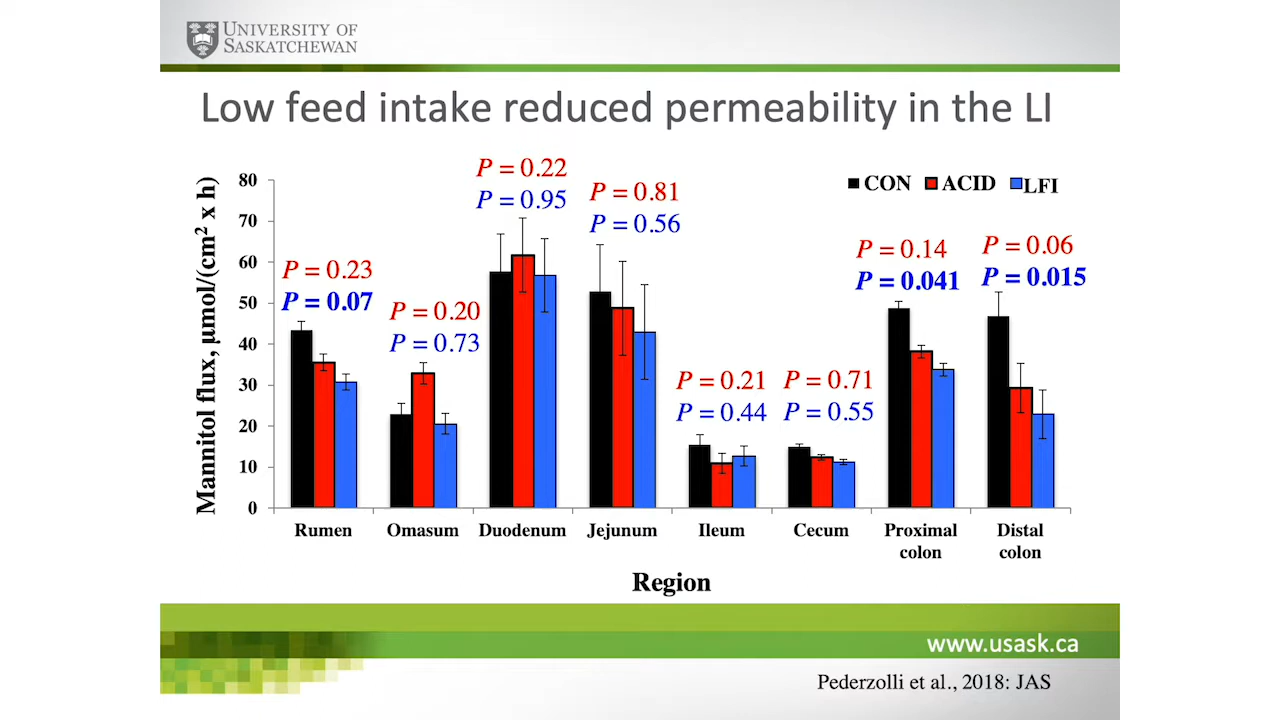 UNIVERSITY OF
SASKATCHEWAN
Low feed intake reduced permeability in the LI
Mannitol flux, µmol/(cm² x h)
80
70
60
50
40
30
20
10
0
CON ACID LFI
P = 0.23
P = 0.07
P = 0.20
P = 0.73
P = 0.22
P = 0.95
P = 0.81
P = 0.56
P = 0.21
P = 0.44
P = 0.71
P = 0.55
P = 0.14
P = 0.041
P = 0.06
P = 0.015
Rumen Omasum Duodenum Jejunum Ileum Cecum Proximal colon Distal colon
Region
www.usask.ca
Pederzolli et al., 2018: JAS